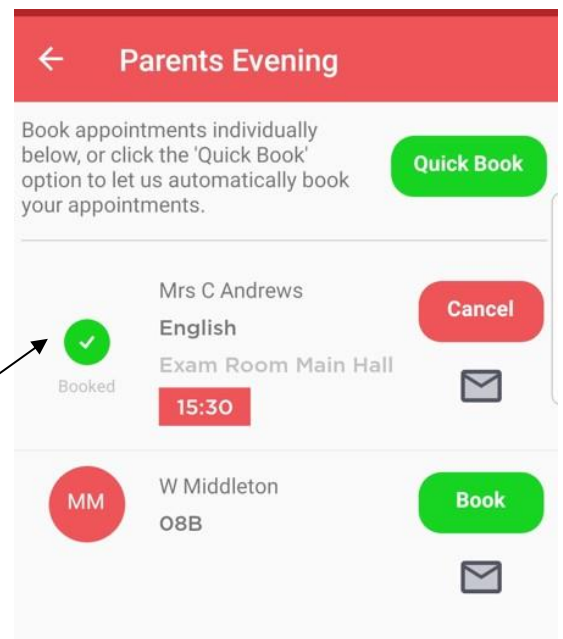 Parents Evening
Book appointments individually
below, or click the 'Quick Book'
option to let us automatically book
your appointments.
Quick Book
Mrs C Andrews
English
Exam Room Main Hall
15:30
Booked
Cancel
MM
W Middleton
08B
Book